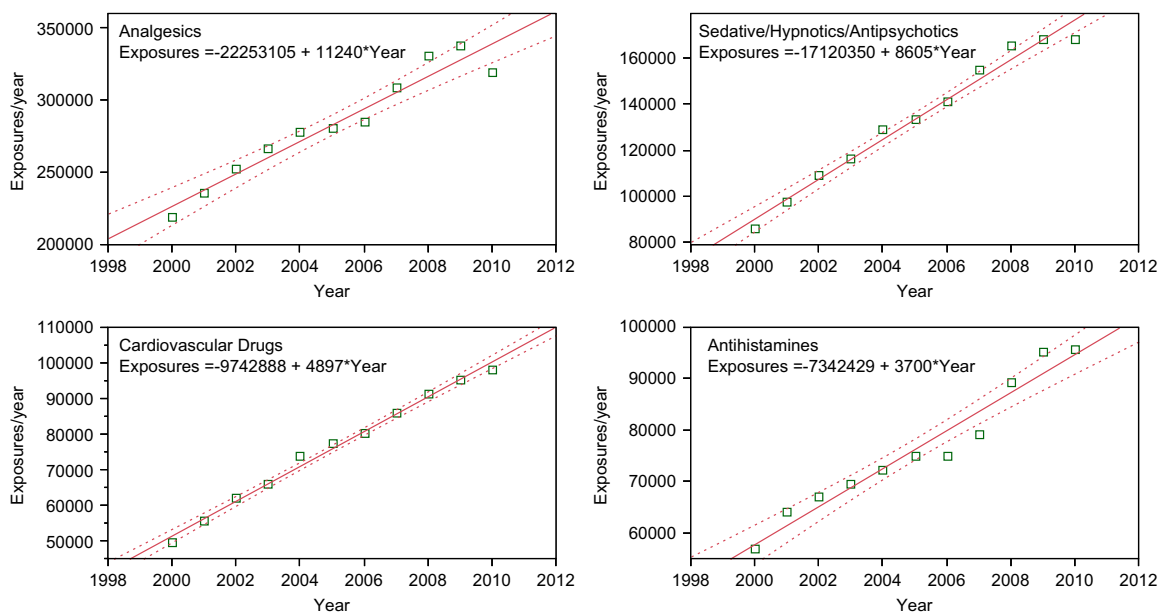 Analgesics
Exposures =-22253105 + 11240*Year
Exposures/year
360000
350000
300000
250000
200000
1998 2000 2002 2004 2006 2008 2010 2012
Year
Sedative/Hypnotics/Antipsychotics
Exposures =-17120350 + 8605*Year
Exposures/year
160000
140000
120000
100000
80000
1998 2000 2002 2004 2006 2008 2010 2012
Year
Cardiovascular Drugs
Exposures =-9742888 + 4897*Year
Exposures/year
110000
100000
90000
80000
70000
60000
50000
1998 2000 2002 2004 2006 2008 2010 2012
Year
Antihistamines
Exposures =-7342429 + 3700*Year
Exposures/year
100000
90000
80000
70000
60000
1998 2000 2002 2004 2006 2008 2010 2012
Year